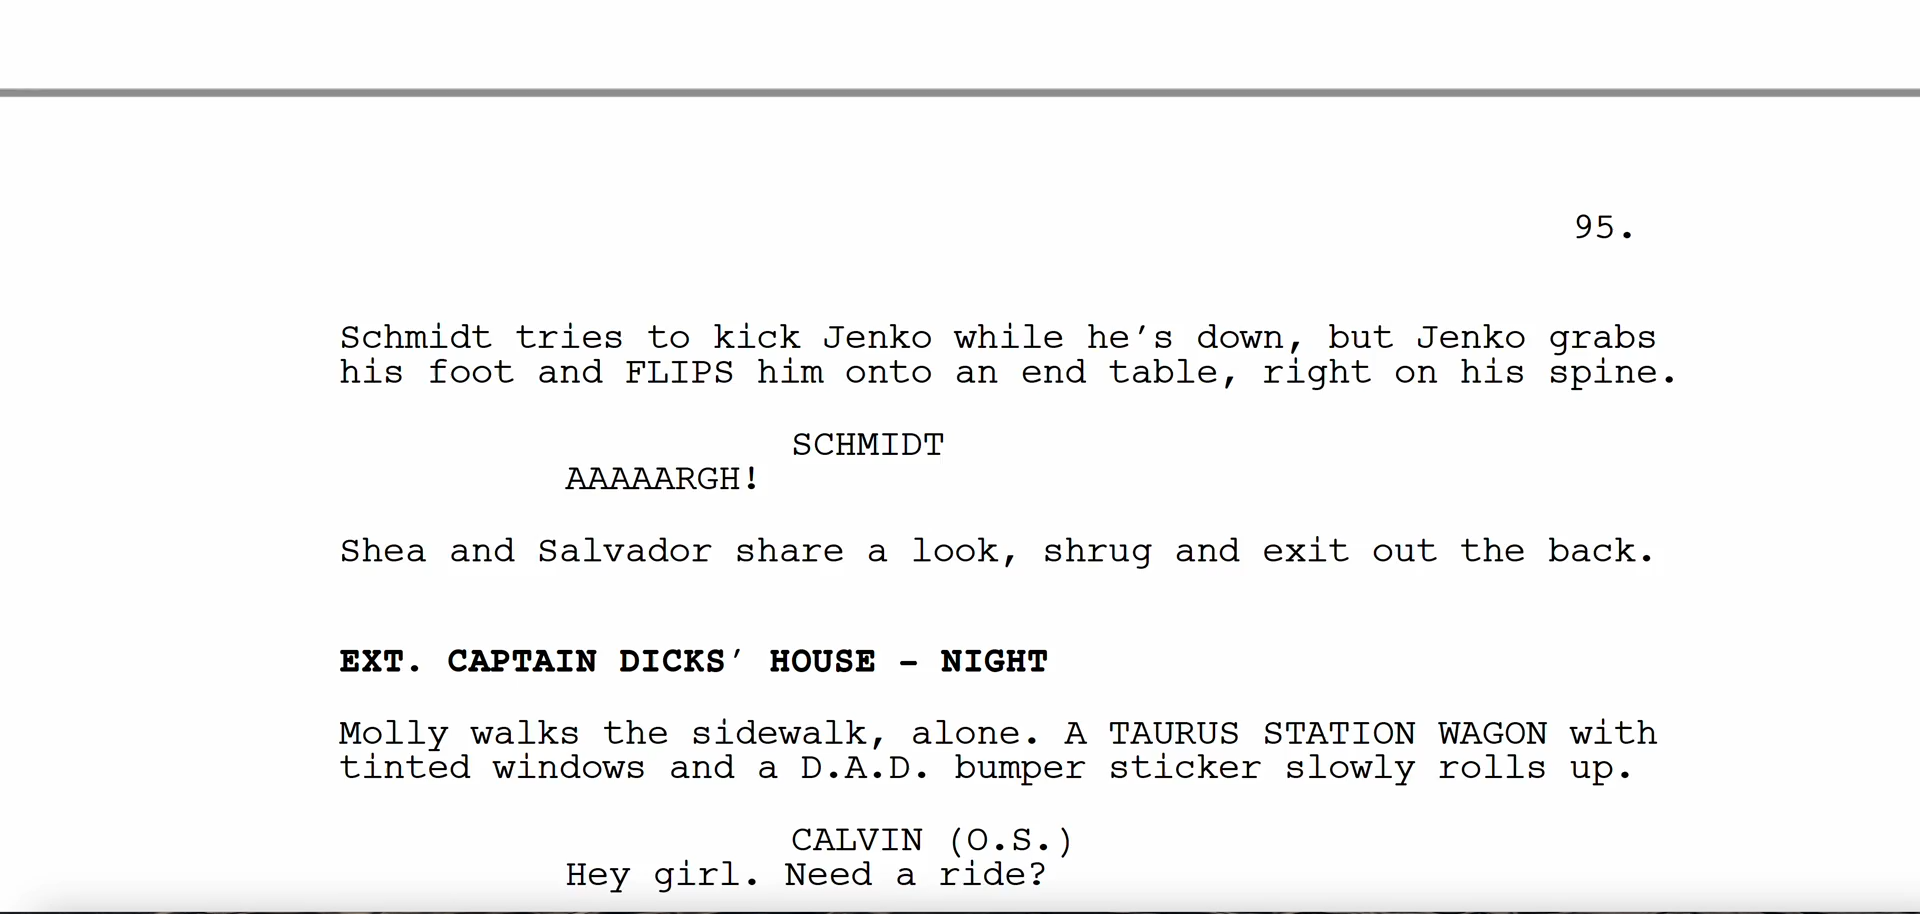 95.
Schmidt tries to kick Jenko while he's down, but Jenko grabs
his foot and FLIPS him onto an end table, right on his spine.
SCHMIDT
AAAAARGH!
Shea and Salvador share a look, shrug and exit out the back.
EXT. CAPTAIN DICKS' HOUSE – NIGHT
Molly walks the sidewalk, alone. A TAURUS STATION WAGON with
tinted windows and a D.A.D. bumper sticker slowly rolls up.
CALVIN (O.S.)
Hey girl. Need a ride?